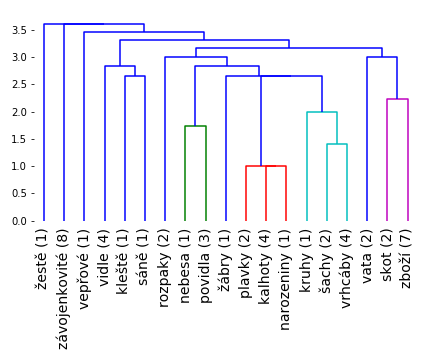 3.5
3.0
2.5
2.0
1.5
1.0
0.5
0.0
žestě (1)
závojenkovité (8)
vepřové (1)
vidle (4)
kleště (1)
sáně (1)
rozpaky (2)
nebesa (1)
povidla (3)
žábry (1)
plavky (2)
kalhoty (4)
narozeniny (1)
kruhy (1)
šachy (2)
vrhcáby (4)
vata (2)
skot (2)
zboží (7)